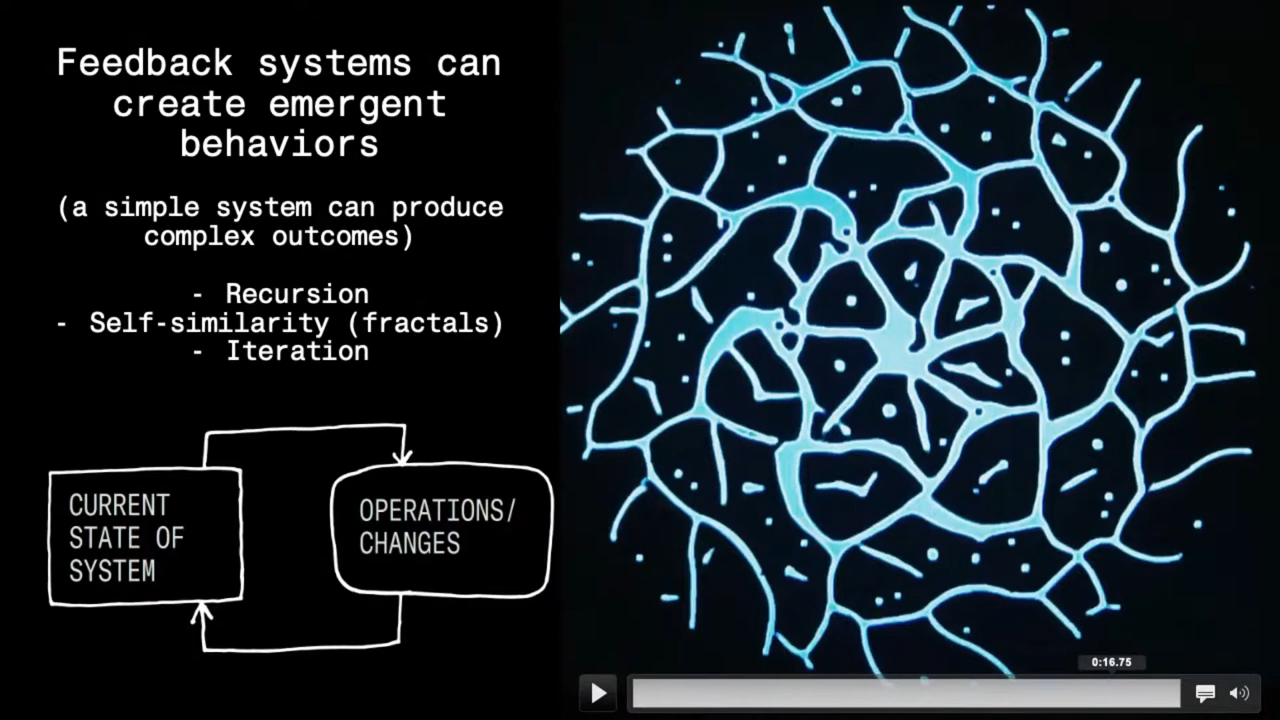 Feedback systems can
create emergent
behaviors
(a simple system can produce
complex outcomes)
- Recursion
- Self-similarity (fractals)
- Iteration
CURRENT
STATE OF
SYSTEM
OPERATIONS/
CHANGES
0:16.75